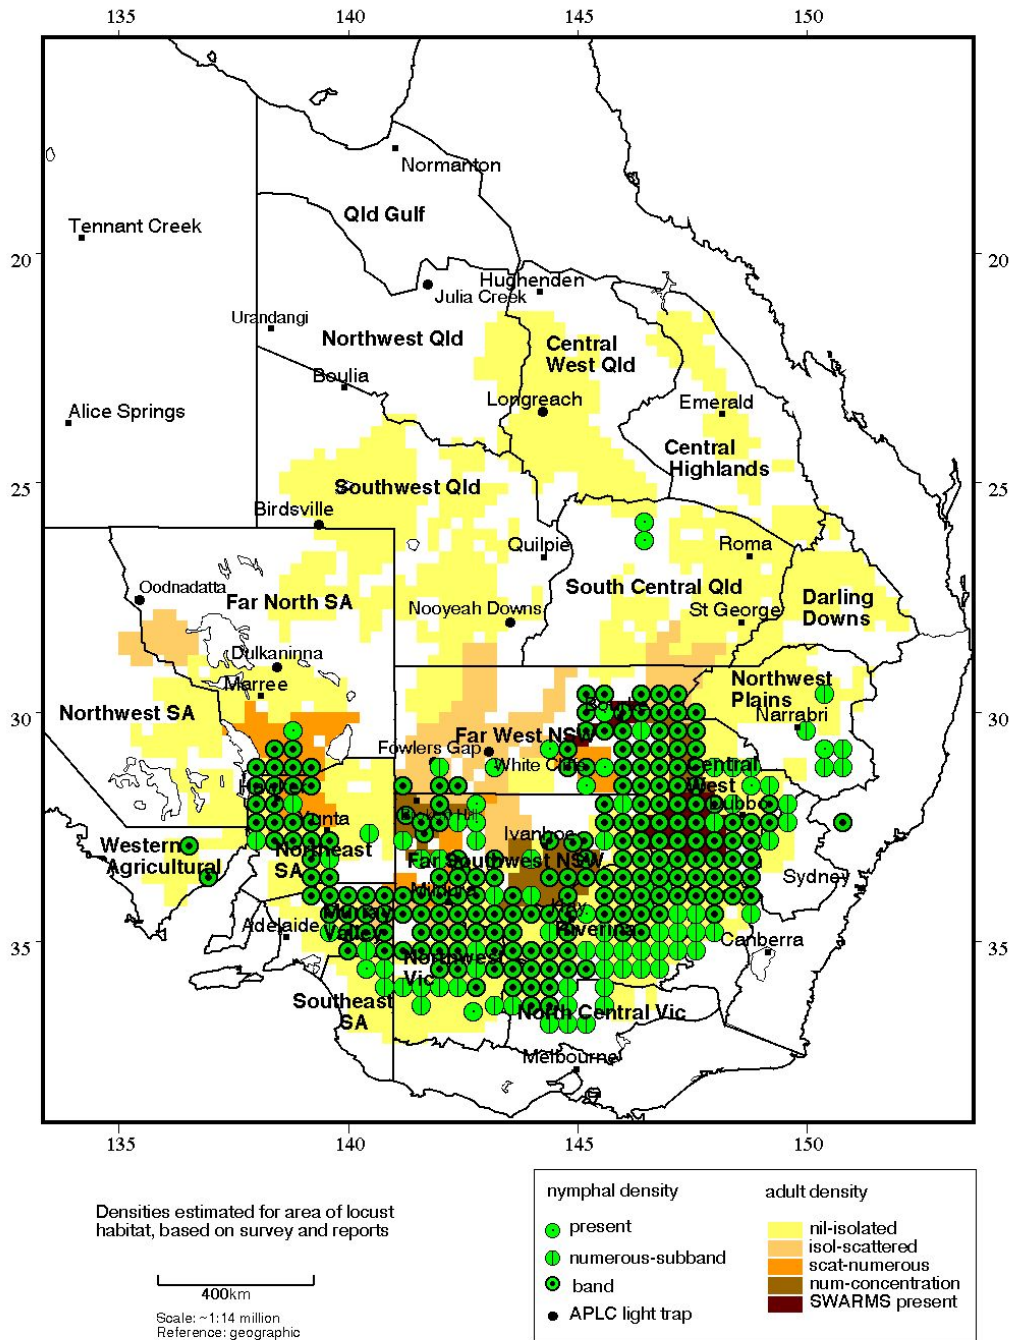 135 140 145 150
Normanton
Tennant Creek
Qld Gulf
20 20
Hughenden
Julia Creek
Urandangi
Northwest Qld
Central
West Qld
Boulia
Longreach
Emerald
Alice Springs
Central
Highlands
25 25
Southwest Qld
Birdsville
Quilpie
Roma
Oodnadatta
South Central Qld
Far North SA
Nooyeah Downs
St George
Darling
Downs
Dulkaninna
Marree
Northwest
Plains
Northwest SA
30 30
Narrabri
Far West NSW
Fowlers Gap
White Cliffs
Central
West
Dubbo
Yunta
Ivanhoe
Western
Agricultural
Northeast
SA
Far Southwest NSW
Sydney
Mildura
Hay
Murray
Valley
Adelaide
Riverina
Canberra
35 35
Northwest
Vic
Southeast
SA
North Central Vic
Melbourne
135 140 145 150
Densities estimated for area of locust
habitat, based on survey and reports
400km
Scale: ~1:14 million
Reference: geographic
nymphal density
present
numerous-subband
band
APLC light trap
adult density
nil-isolated
isol-scattered
scat-numerous
num-concentration
SWARMS present